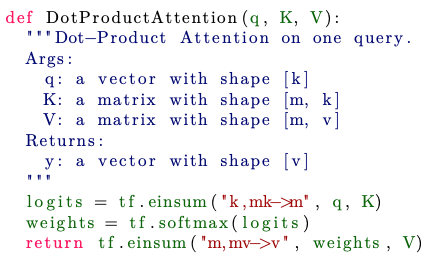 def DotProductAttention(q, K, V):
"""Dot-Product Attention on one query.
Args:
q: a vector with shape [k]
K: a matrix with shape [m, k]
V: a matrix with shape [m, v]
Returns:
y: a vector with shape [v]
"""
logits = tf.einsum("k,mk->m", q, K)
weights = tf.softmax(logits)
return tf.einsum("m,mv->v", weights, V)